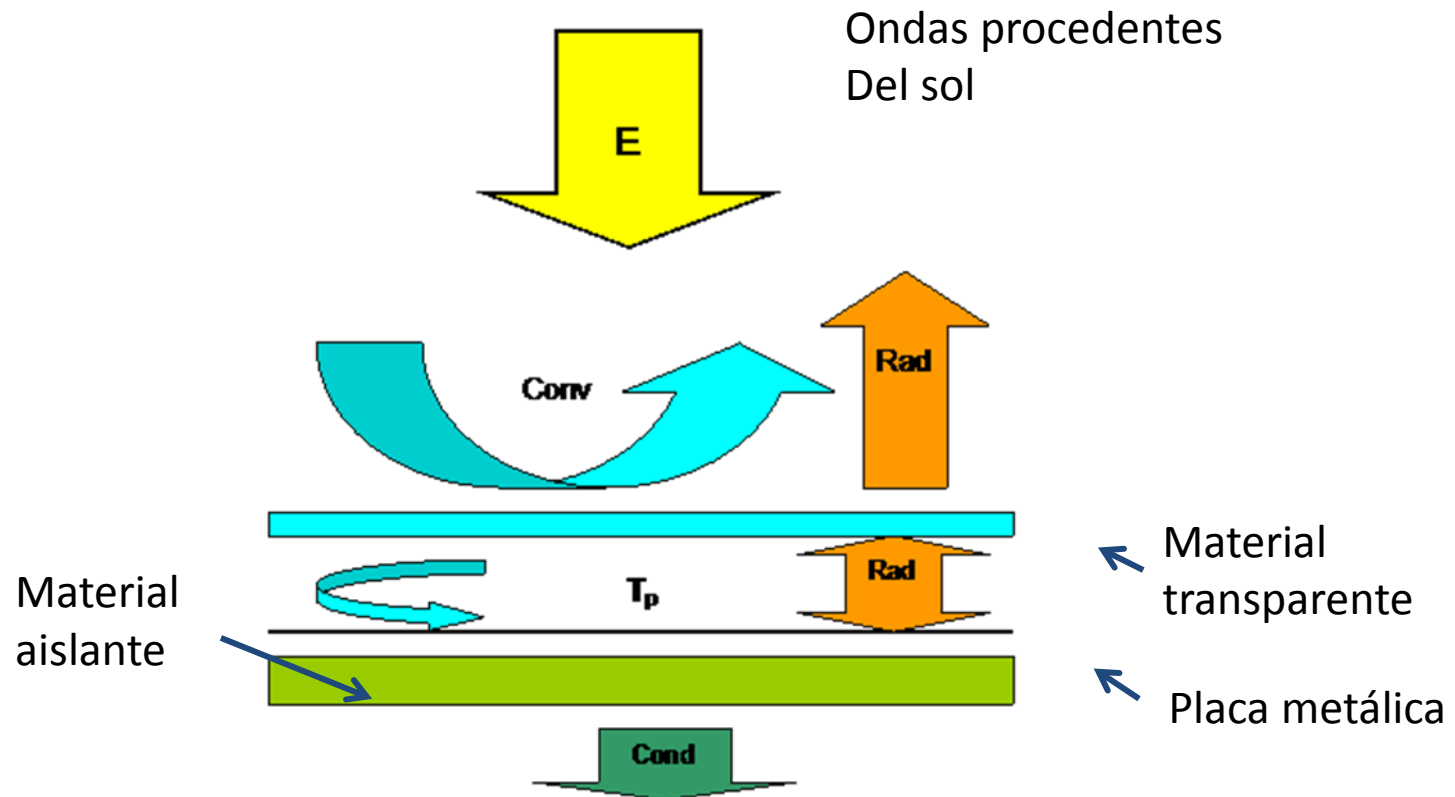 Ondas procedentes
Del sol
E
Conv
Rad
Material
transparente
Rad
Tp
Material
aislante
Placa metálica
Cond